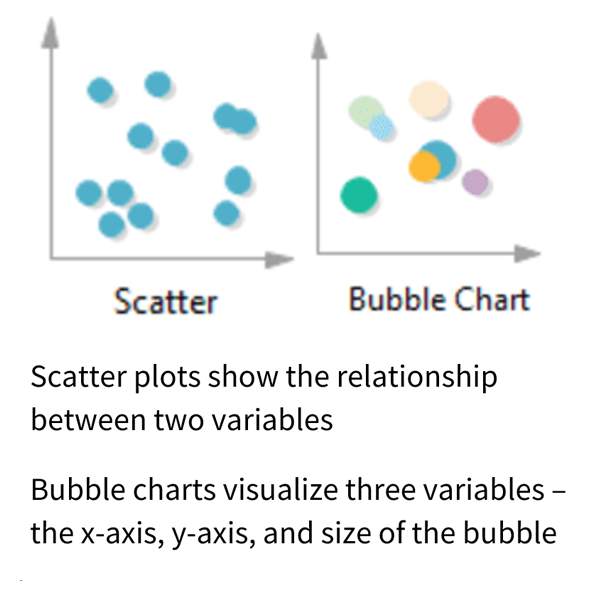 Scatter
Bubble Chart
Scatter plots show the relationship
between two variables
Bubble charts visualize three variables –
the x-axis, y-axis, and size of the bubble